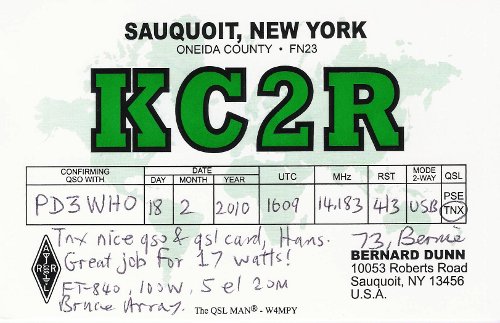 SAUQUOIT, NEW YORK
ONEIDA COUNTY • FN23
KC2R
CONFIRMING QSO WITH DATE DAY MONTH YEAR UTC MHz RST MODE 2-WAY QSL
PD3WHO 18 2 2010 1609 14.183 4/3 USB PSE TNX
Tnx nice qso & qsl card, Hans. 73, Bernie
Great job for 17 watts!
FT-840, 100W, 5 el 20M
Array.
ARRL
BERNARD DUNN
10053 Roberts Road
Sauquoit, NY 13456
U.S.A.
The QSL MAN® - W4MPY